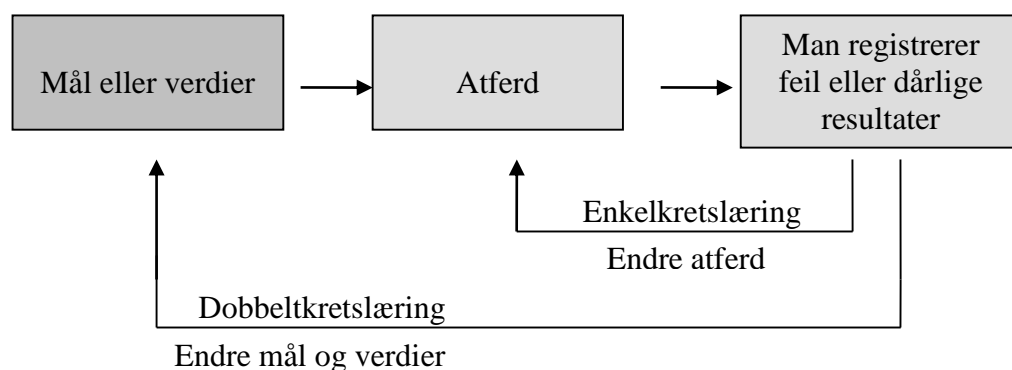 Mål eller verdier
Atferd
Man registrerer
feil eller dårlige
resultater
Enkelkretslæring
Endre atferd
Dobbeltkretslæring
Endre mål og verdier